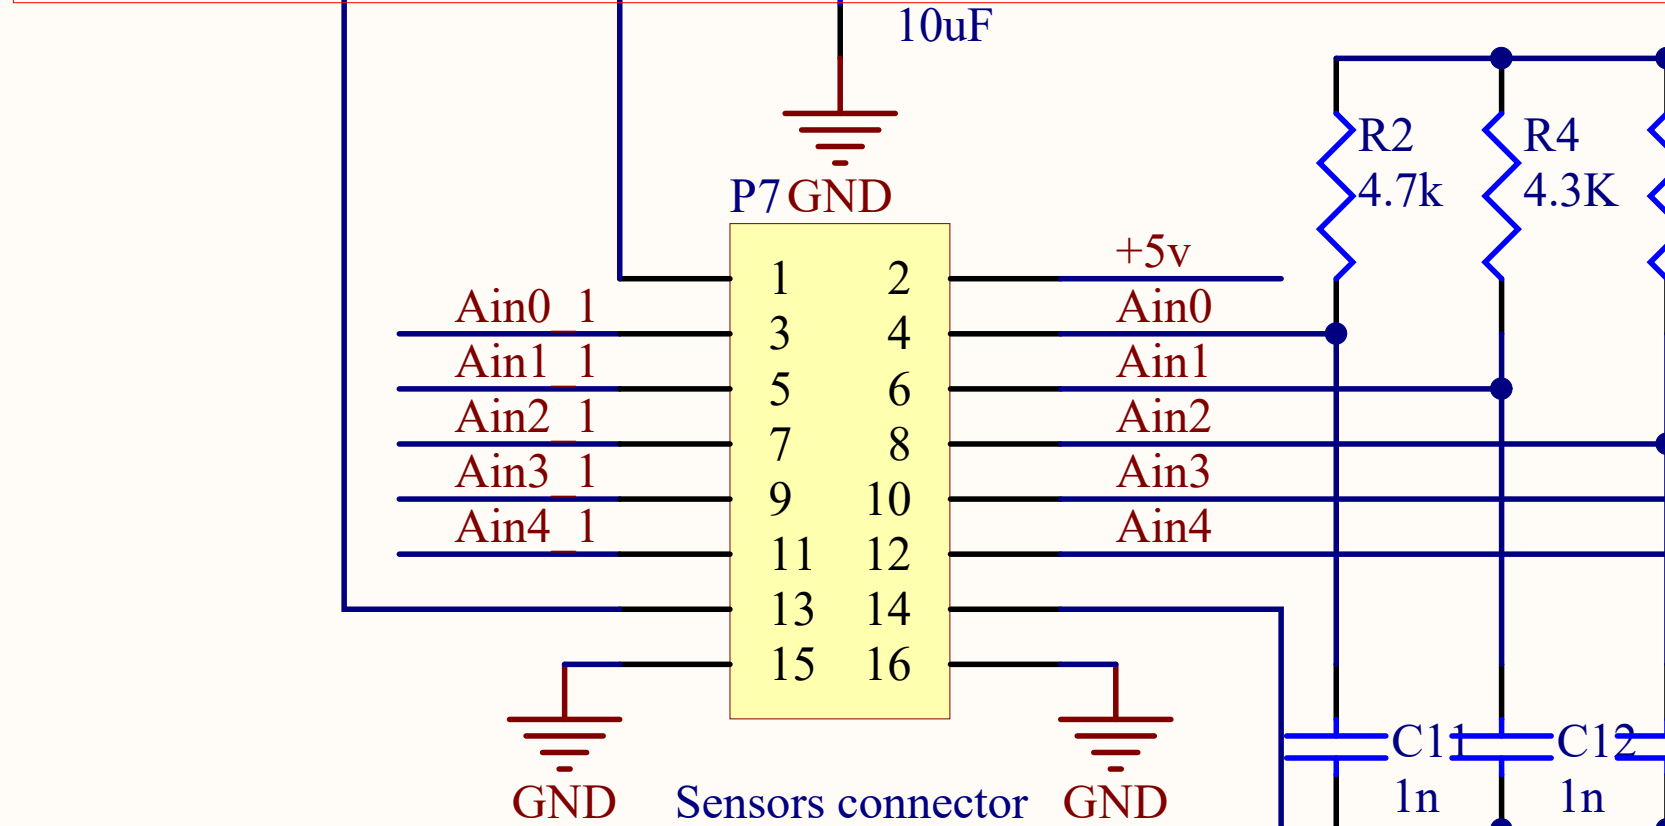 10uF
R2
4.7k
R4
4.3K
P7
GND
1 2 +5v
Ain0_1 3 4 Ain0
Ain1_1 5 6 Ain1
Ain2_1 7 8 Ain2
Ain3_1 9 10 Ain3
Ain4_1 11 12 Ain4
13 14
15 16
C11
1n
C12
1n
GND
Sensors connector
GND